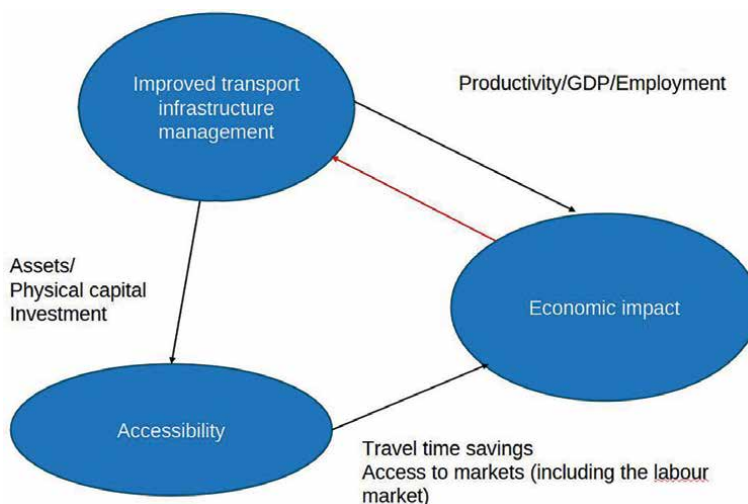 Improved transport
infrastructure
management
Productivity/GDP/Employment
Assets/
Physical capital
Investment
Economic impact
Accessibility
Travel time savings
Access to markets (including the labour
market)